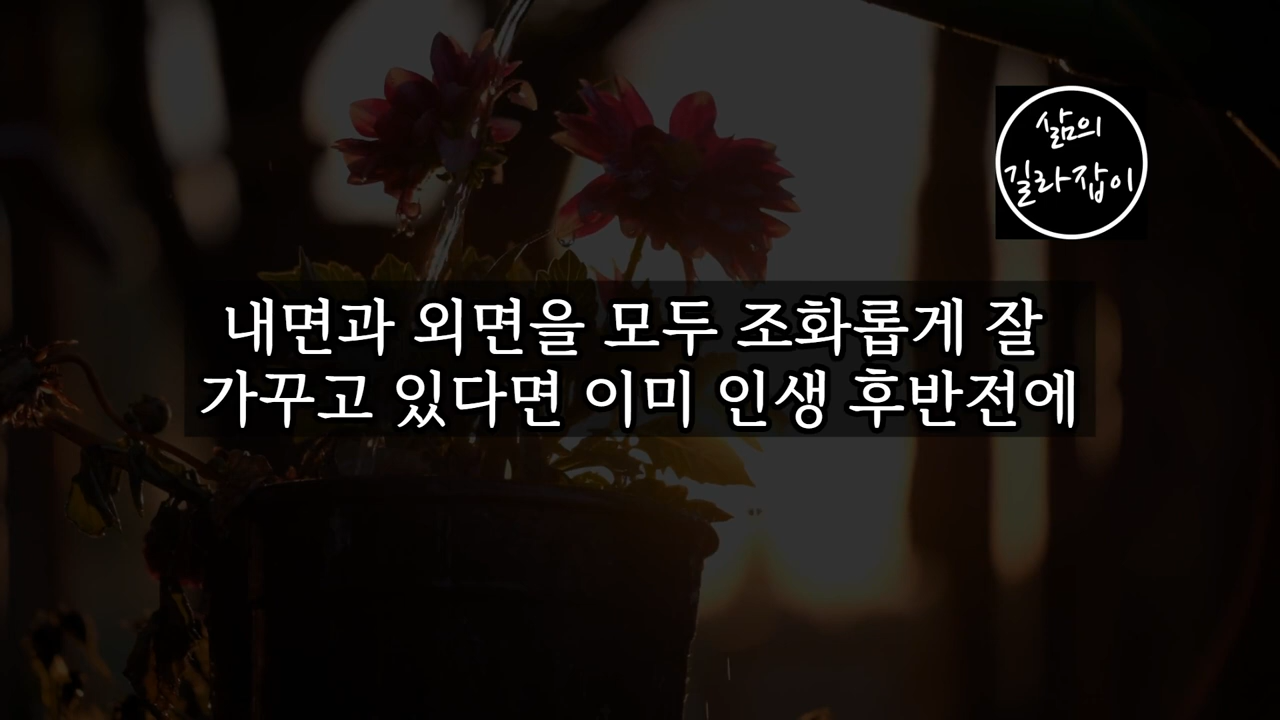 삶의
길라잡이
내면과 외면을 모두 조화롭게 잘
가꾸고 있다면 이미 인생 후반전에